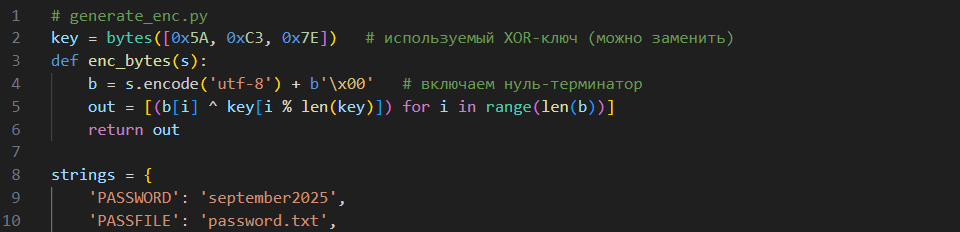 1 # generate_enc.py
2 key = bytes([0x5A, 0xC3, 0x7E]) # используемый XOR-ключ (можно заменить)
3 def enc_bytes(s):
4 b = s.encode('utf-8') + b'\x00' # включаем нуль-терминатор
5 out = [(b[i] ^ key[i % len(key)]) for i in range(len(b))]
6 return out
7
8 strings = {
9 'PASSWORD': 'september2025',
10 'PASSFILE': 'password.txt',